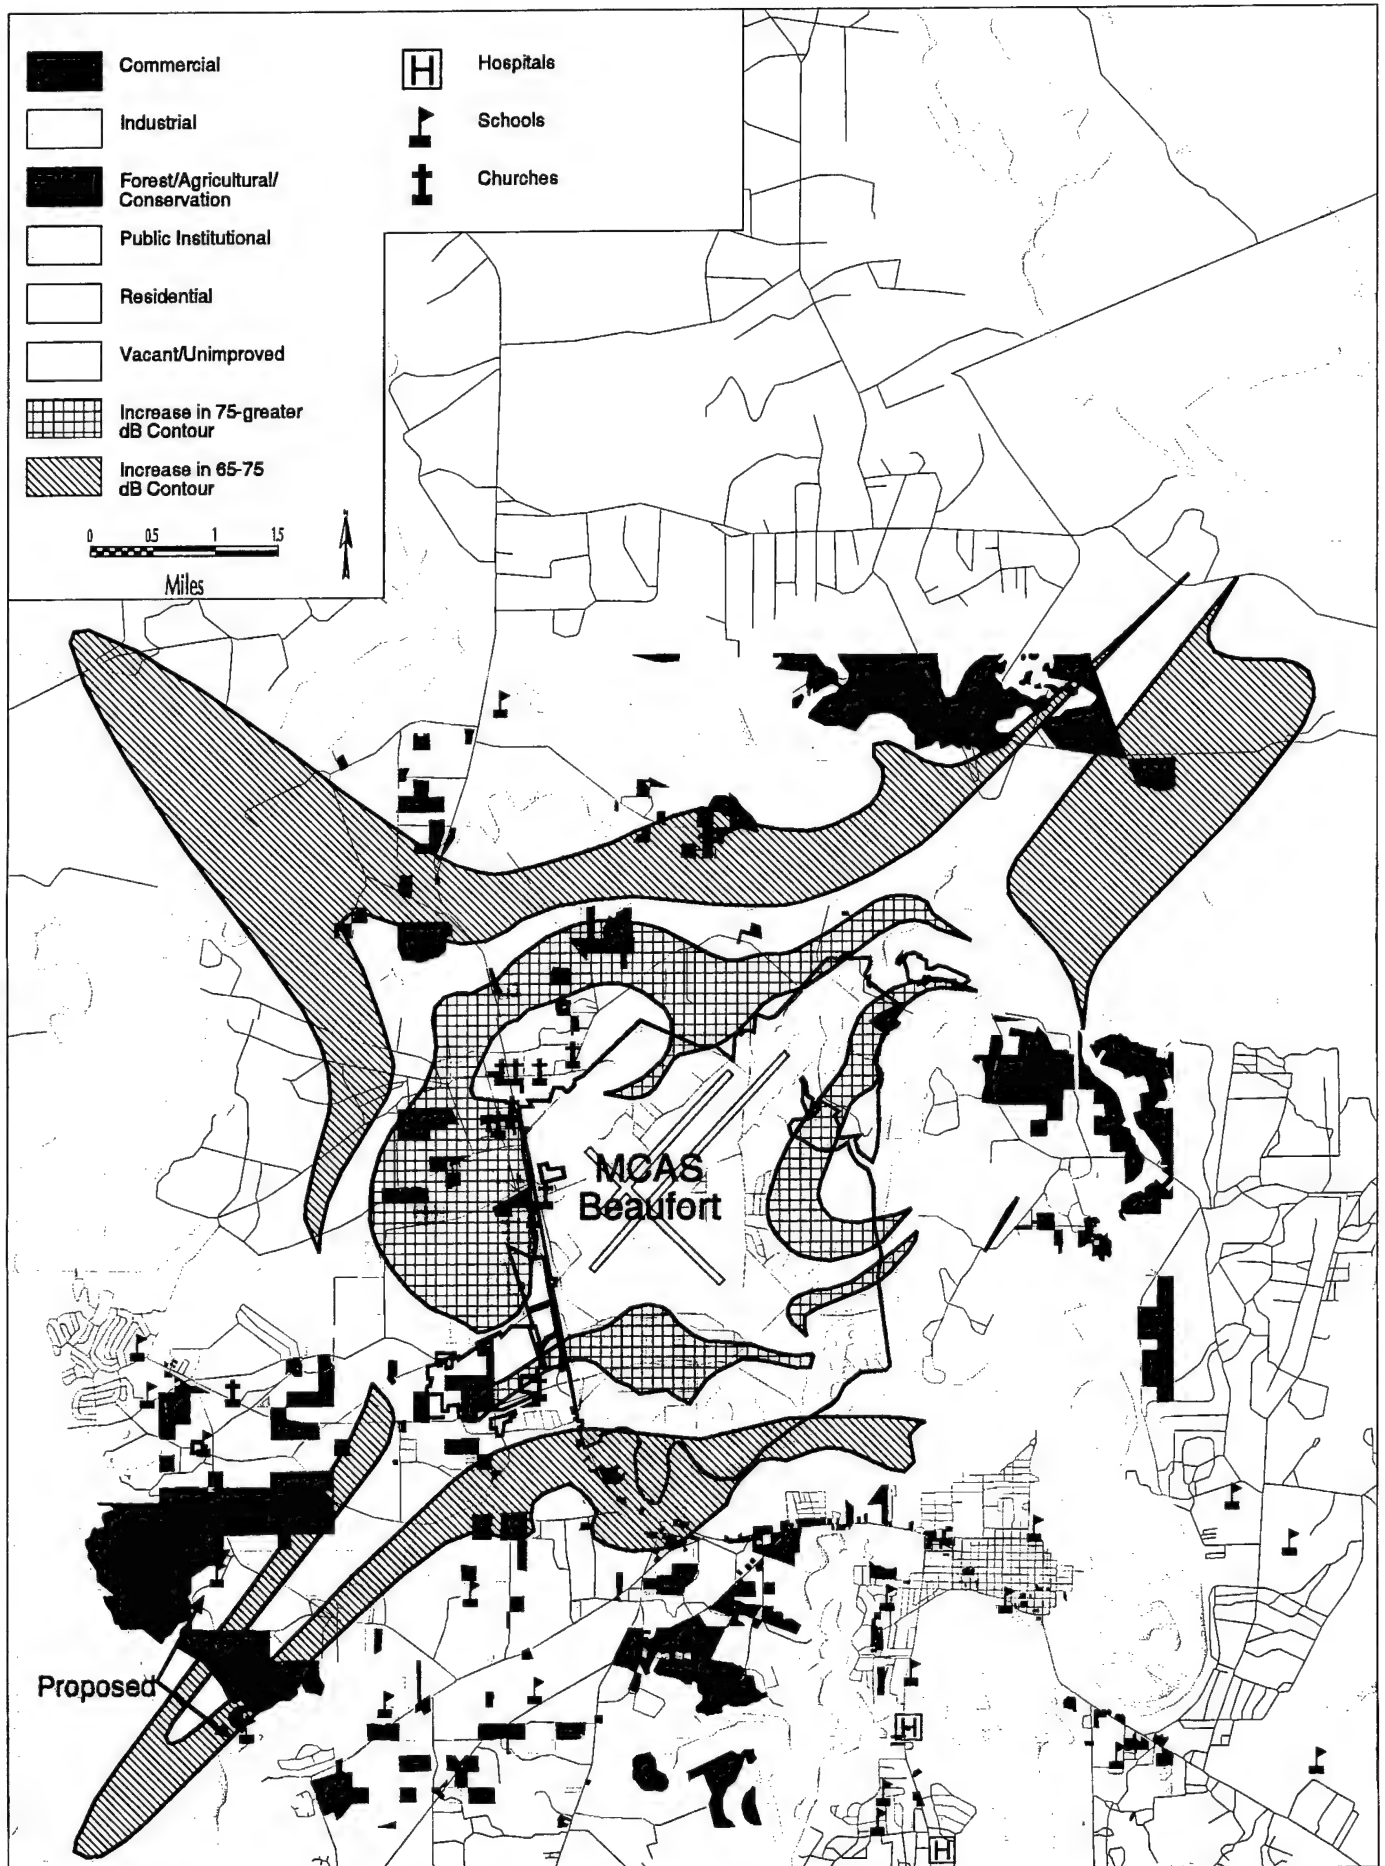 Commercial
Industrial
Forest/Agricultural/
Conservation
Public Institutional
Residential
Vacant/Unimproved
Increase in 75-greater
dB Contour
Increase in 65-75
dB Contour
H Hospitals
Schools
Churches
0 0.5 1 1.5
Miles
N
MCAS
Beaufort
Proposed
H
H